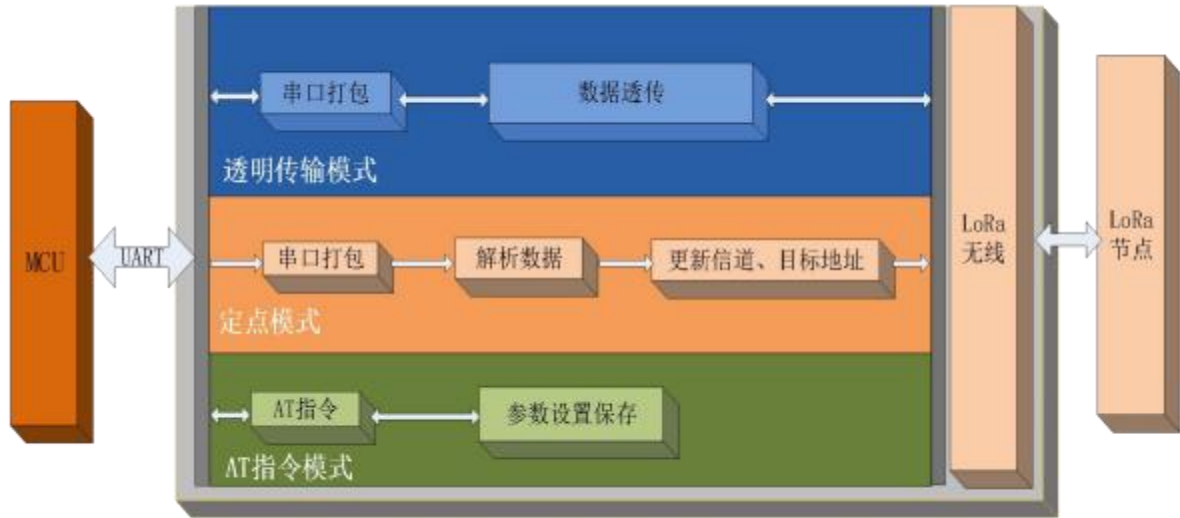 串口打包
数据透传
透明传输模式
MCU
UART
串口打包
解析数据
更新信道、目标地址
定点模式
AT指令
参数设置保存
AT指令模式
LoRa
无线
LoRa
节点